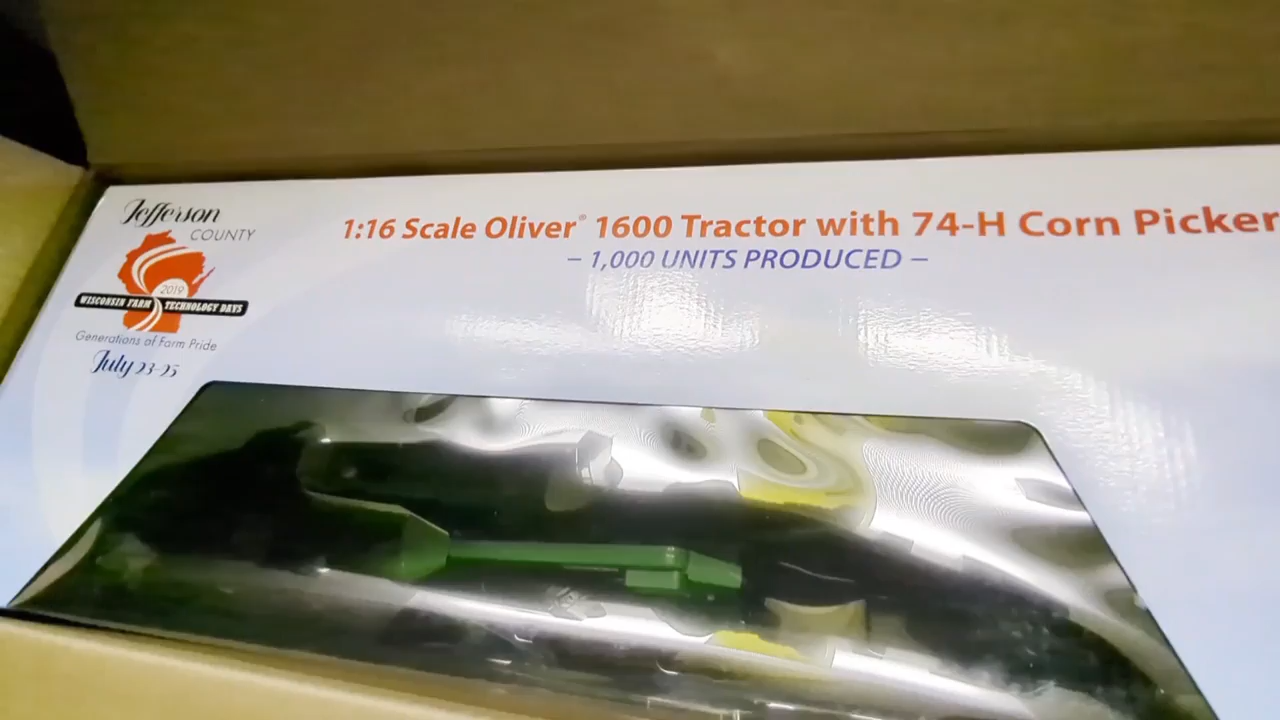 Jefferson
COUNTY
2019
WISCONSIN FARM TECHNOLOGY DAYS
Generations of Farm Pride
July 23-25
1:16 Scale Oliver® 1600 Tractor with 74-H Corn Picker
– 1,000 UNITS PRODUCED –